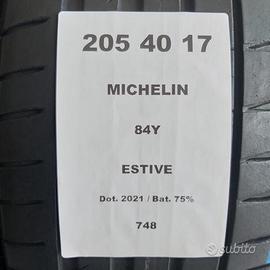 205 40 17
MICHELIN
84Y
ESTIVE
Dot. 2021 / Bat. 75%
748
subito